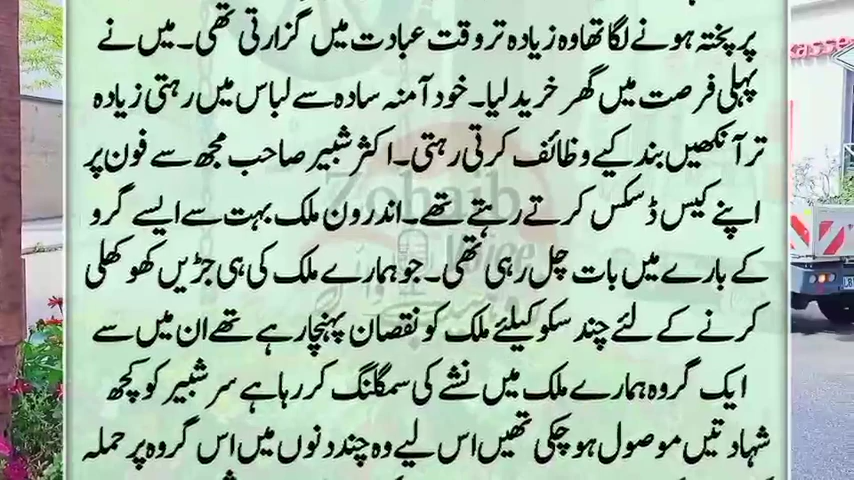 پر پختہ ہونے لگا تھا وہ زیادہ تر وقت عبادت میں گزارتی تھی۔ میں نے
پہلی فرصت میں گھر خرید لیا۔ خود آمنہ سادہ سے لباس میں رہتی زیادہ
تر آنکھیں بند کیے وظائف کرتی رہتی۔ اکثر شبیر صاحب مجھ سے فون پر
اپنے کیس ڈسکس کرتے رہتے تھے۔ اندرون ملک بہت سے ایسے گرو
کے بارے میں بات چل رہی تھی۔ جو ہمارے ملک کی ہی جڑیں کھوکھلی
کرنے کے لئے چند سکو کیلئے ملک کو نقصان پہنچا رہے تھے ان میں سے
ایک گروہ ہمارے ملک میں نشے کی سمگلنگ کر رہا ہے سر شبیر کو کچھ
شہادتیں موصول ہو چکی تھیں اس لیے وہ چند دنوں میں اس گروہ پر حملہ
Zohaib
Voice